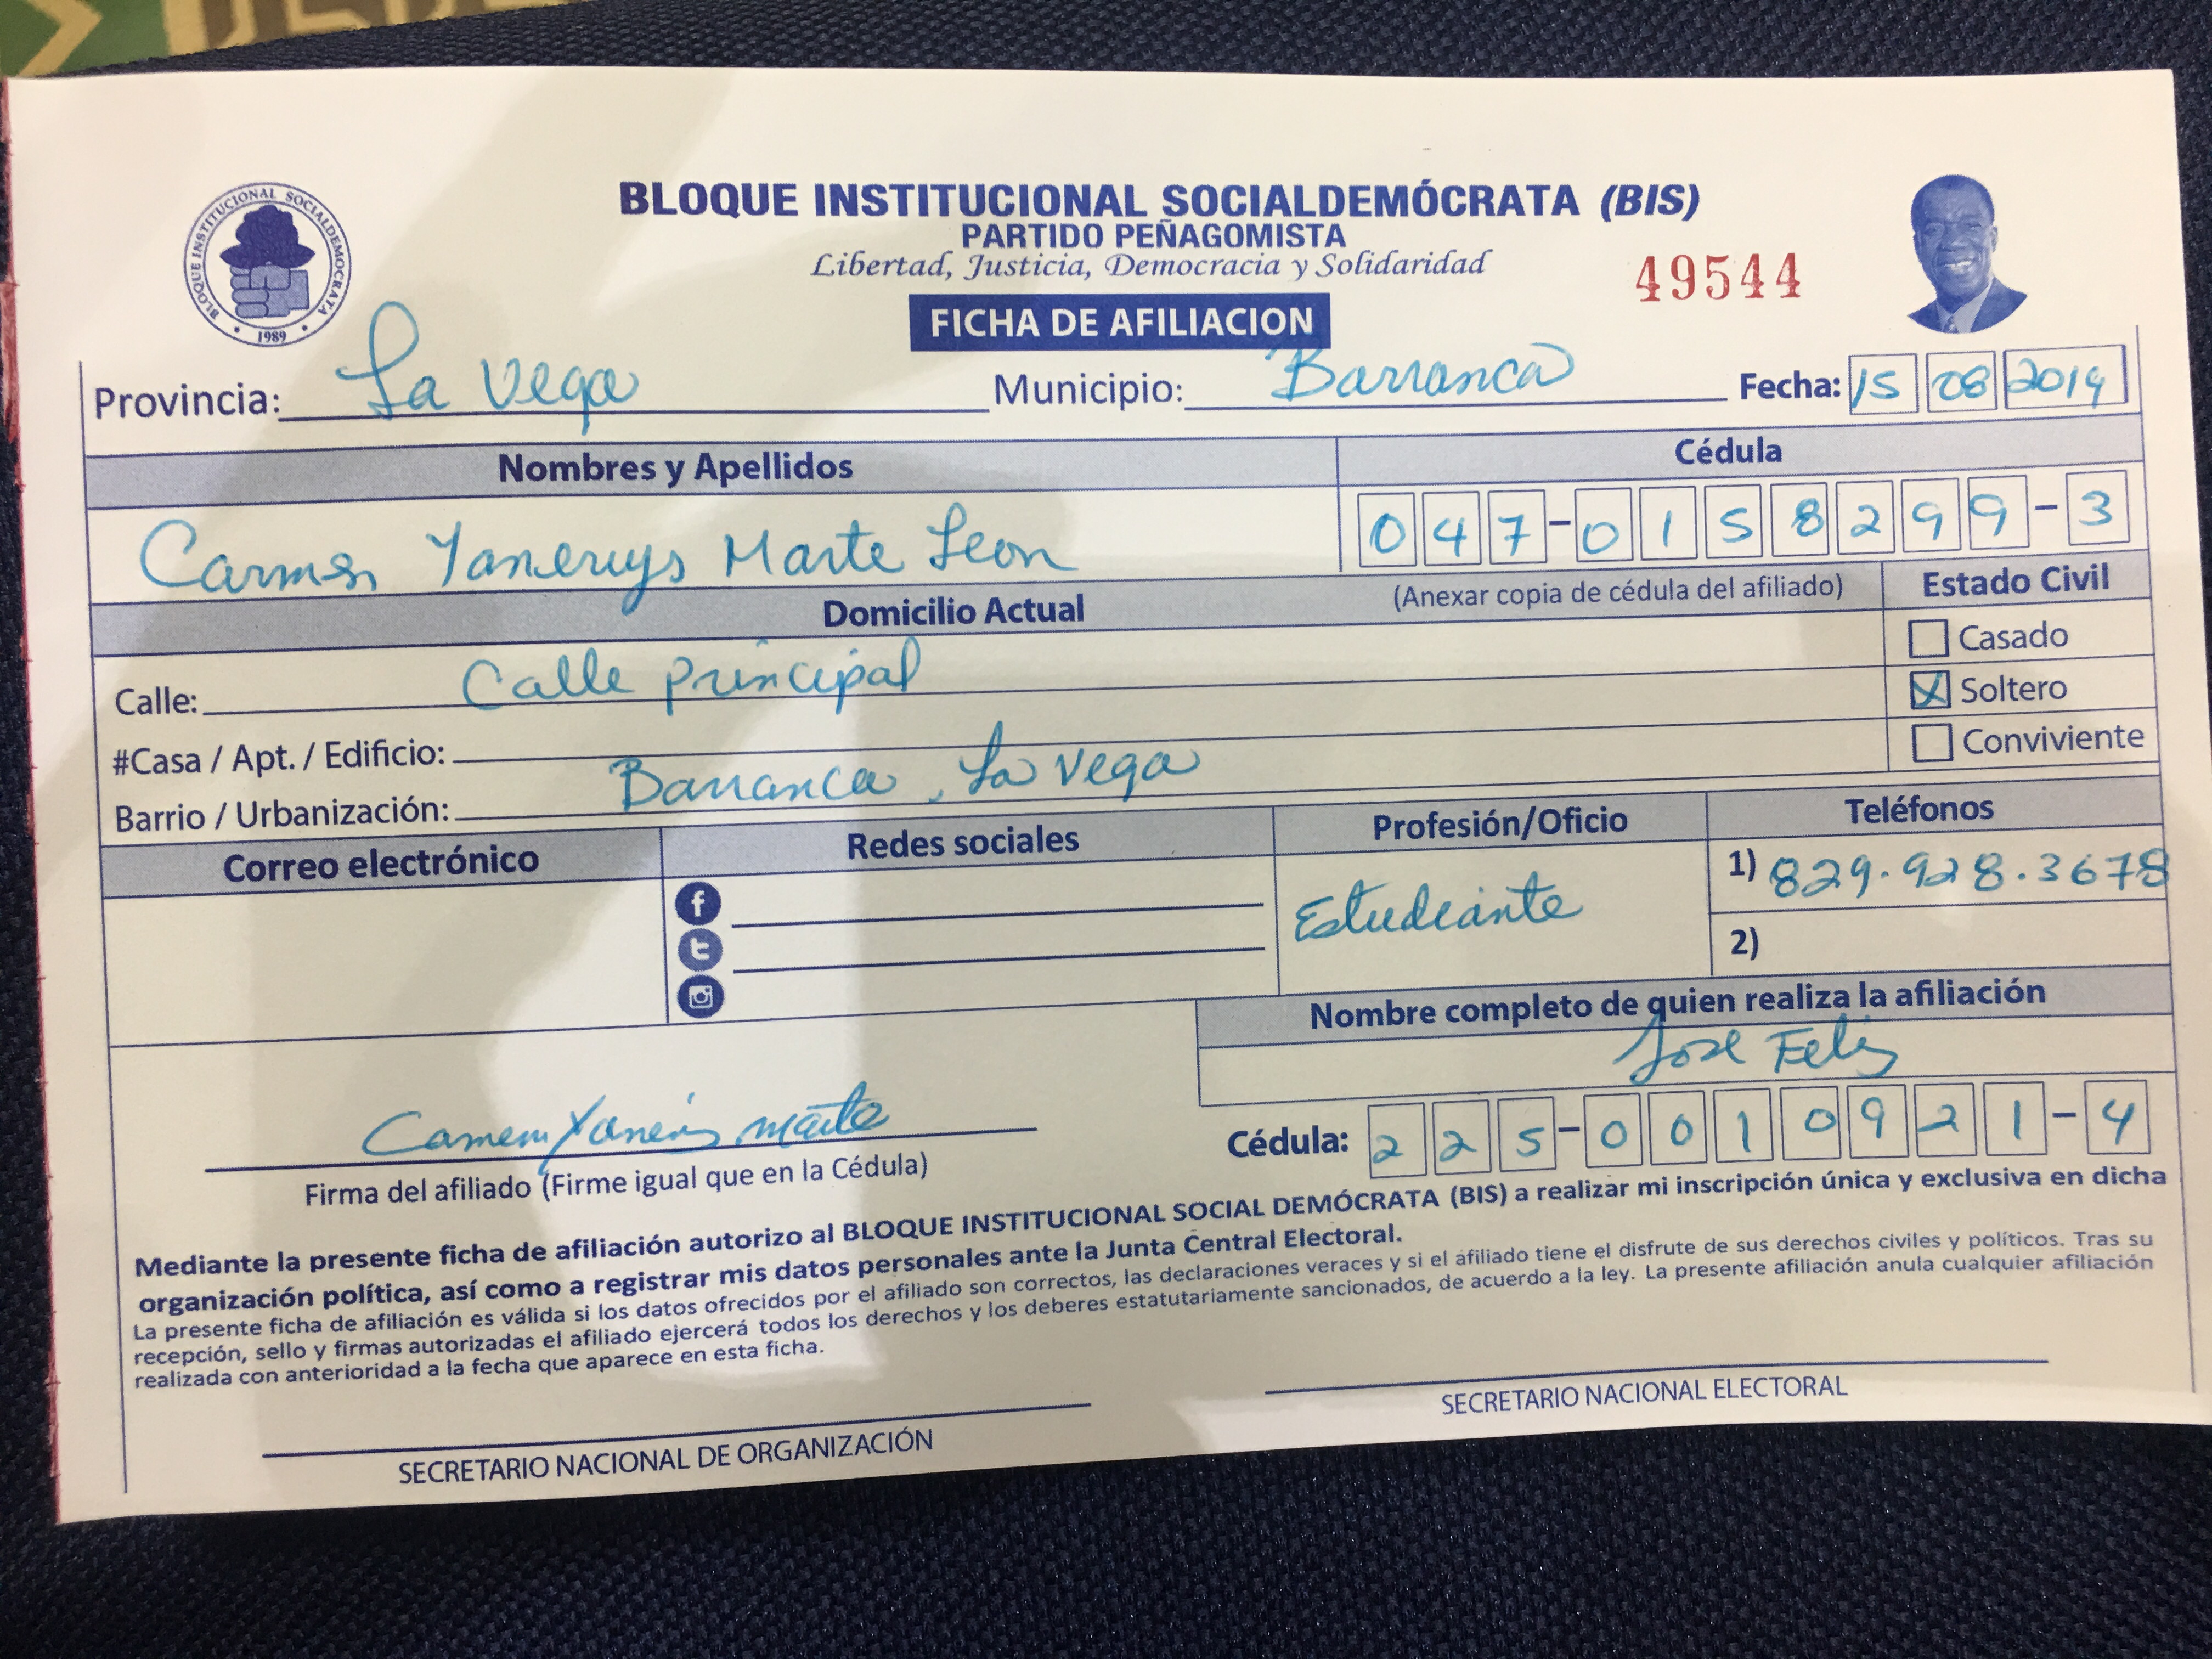 BLOQUE INSTITUCIONAL SOCIALDEMOCRATA
1989
BLOQUE INSTITUCIONAL SOCIALDEMÓCRATA (BIS)
PARTIDO PEÑAGOMISTA
Libertad, Justicia, Democracia y Solidaridad
49544
FICHA DE AFILIACION
Provincia: La Vega Municipio: Barranca Fecha: 15 08 2019
Nombres y Apellidos Cédula
Carmen Yanerys Marte Leon 047-0158299-3
Domicilio Actual (Anexar copia de cédula del afiliado) Estado Civil
Casado
Calle: Calle principal
X Soltero
#Casa / Apt. / Edificio:
Conviviente
Barrio / Urbanización: Barranca, La Vega
Correo electrónico Redes sociales Profesión/Oficio Teléfonos
f
t
Estudiante
1) 829.928.3678
2)
Nombre completo de quien realiza la afiliación
Jose Feliz
Carmen Yaneris Marte
Cédula: 225-0010921-4
Firma del afiliado (Firme igual que en la Cédula)
Mediante la presente ficha de afiliación autorizo al BLOQUE INSTITUCIONAL SOCIAL DEMÓCRATA (BIS) a realizar mi inscripción única y exclusiva en dicha
organización política, así como a registrar mis datos personales ante la Junta Central Electoral.
La presente ficha de afiliación es válida si los datos ofrecidos por el afiliado son correctos, las declaraciones veraces y si el afiliado tiene el disfrute de sus derechos civiles y políticos. Tras su
recepción, sello y firmas autorizadas el afiliado ejercerá todos los derechos y los deberes estatutariamente sancionados, de acuerdo a la ley. La presente afiliación anula cualquier afiliación
realizada con anterioridad a la fecha que aparece en esta ficha.
SECRETARIO NACIONAL DE ORGANIZACIÓN
SECRETARIO NACIONAL ELECTORAL